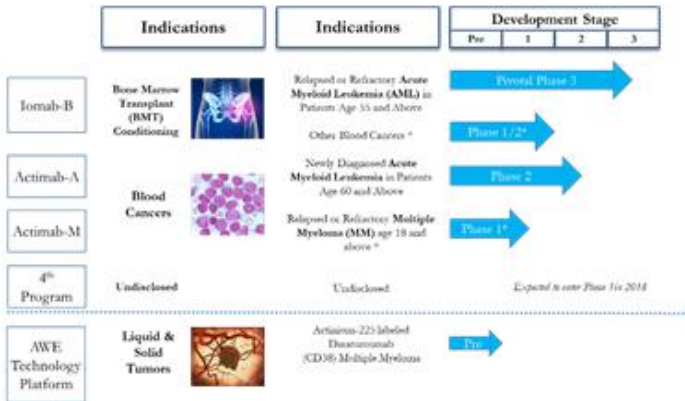 Indications
Indications
Development Stage
Pre 1 2 3
Iomab-B
Bone Marrow
Transplant
(BMT)
Conditioning
Relapsed or Refractory Acute
Myeloid Leukemia (AML) in
Patients Age 55 and Above
Pivotal Phase 3
Other Blood Cancers *
Phase 1/2*
Actimab-A
Blood
Cancers
Newly Diagnosed Acute
Myeloid Leukemia in Patients
Age 60 and Above
Phase 2
Actimab-M
Relapsed or Refractory Multiple
Myeloma (MM) age 18 and
above *
Phase 1*
4th
Program
Undisclosed
Undisclosed
Expected to enter Phase 1 in 2018
AWE
Technology
Platform
Liquid &
Solid
Tumors
Actinium-225 labeled
Daratumumab
(CD38) Multiple Myeloma
Pre